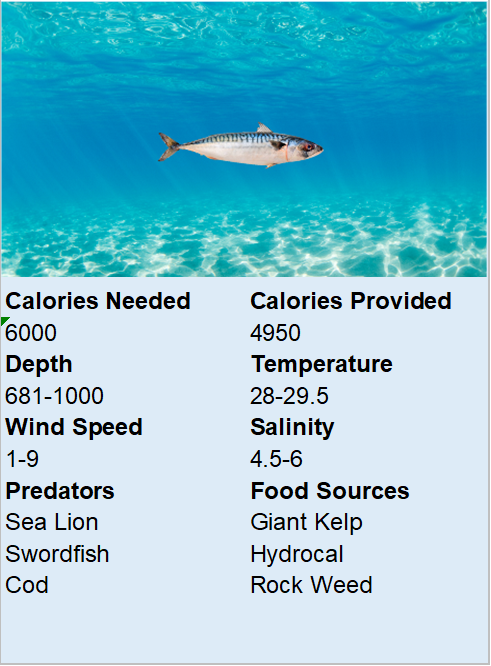 Calories Needed Calories Provided
6000 4950
Depth Temperature
681-1000 28-29.5
Wind Speed Salinity
1-9 4.5-6
Predators Food Sources
Sea Lion Giant Kelp
Swordfish Hydrocal
Cod Rock Weed